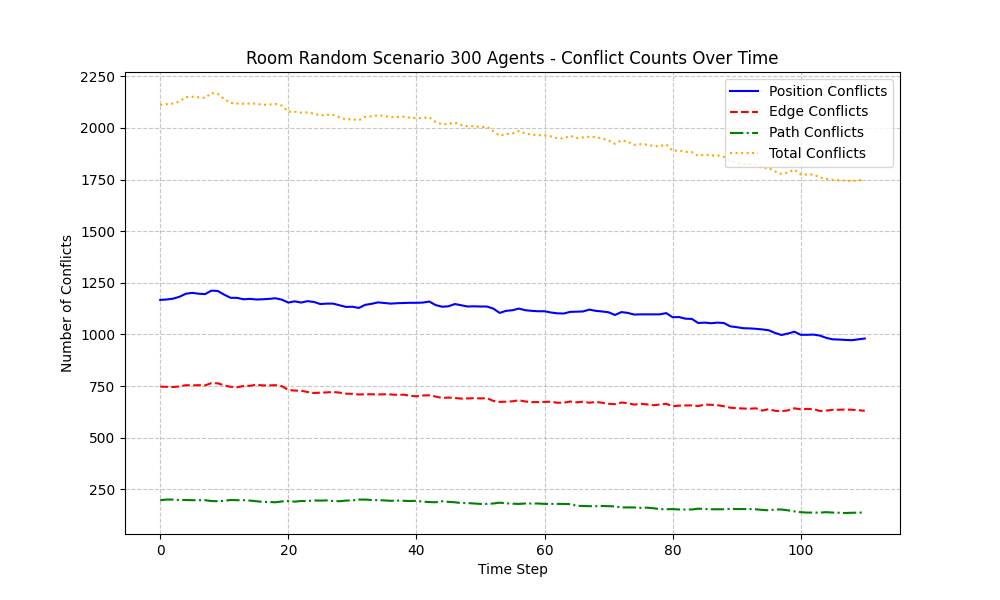 Room Random Scenario 300 Agents - Conflict Counts Over Time
Number of Conflicts
2250
2000
1750
1500
1250
1000
750
500
250
Position Conflicts
Edge Conflicts
Path Conflicts
Total Conflicts
0 20 40 60 80 100
Time Step